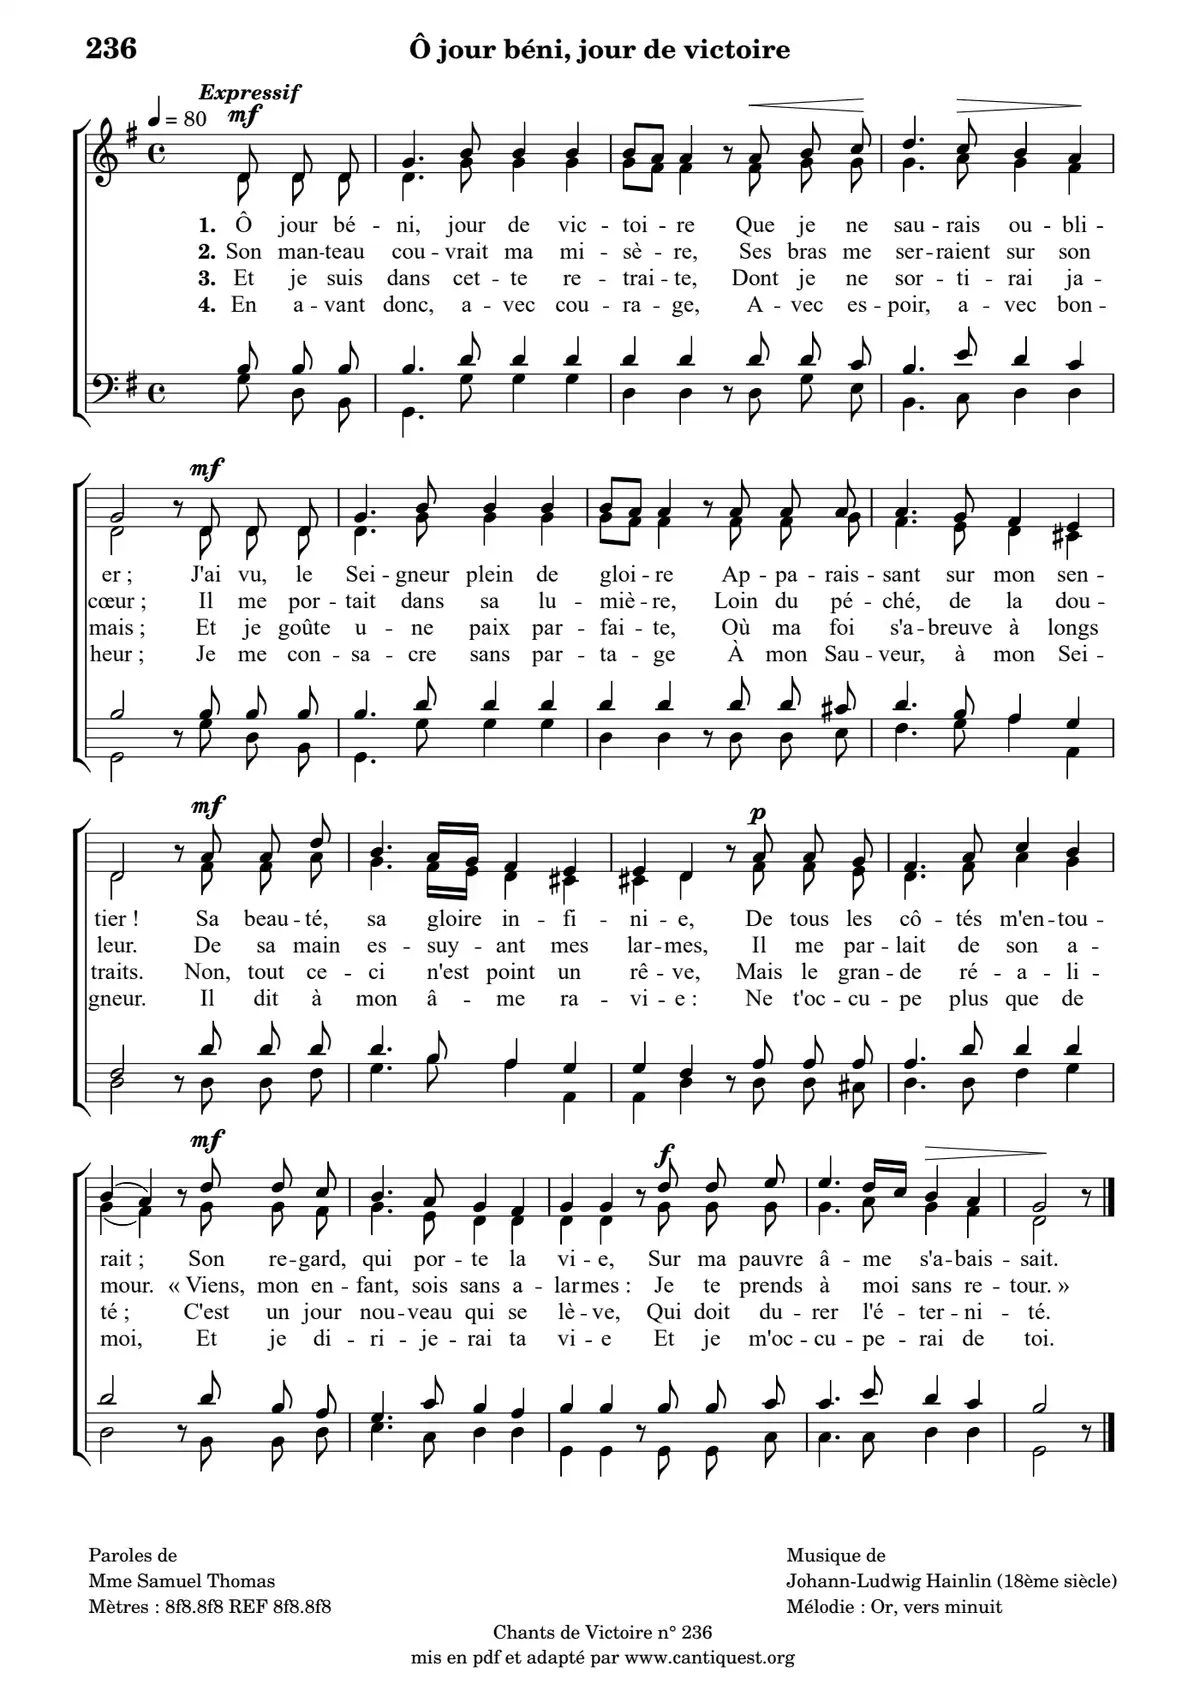 236
Ô jour béni, jour de victoire
Expressif
mf
= 80
1. Ô jour bé - ni, jour de vic - toi - re Que je ne sau - rais ou - bli -
2. Son man-teau cou - vrait ma mi - sè - re, Ses bras me ser - raient sur son
3. Et je suis dans cet - te re - trai - te, Dont je ne sor - ti - rai ja -
4. En a - vant donc, a - vec cou - ra - ge, A - vec es - poir, a - vec bon -
mf
er ; J'ai vu, le Sei - gneur plein de gloi - re Ap - pa - rais - sant sur mon sen -
cœur ; Il me por - tait dans sa lu - miè - re, Loin du pé - ché, de la dou -
mais ; Et je goûte u - ne paix par - fai - te, Où ma foi s'a - breuve à longs
heur ; Je me con - sa - cre sans par - ta - ge À mon Sau - veur, à mon Sei -
mf p
tier ! Sa beau - té, sa gloire in - fi - ni - e, De tous les cô - tés m'en - tou -
leur. De sa main es - suy - ant mes lar - mes, Il me par - lait de son a -
traits. Non, tout ce - ci n'est point un rê - ve, Mais le gran - de ré - a - li -
gneur. Il dit à mon â - me ra - vi - e : Ne t'oc - cu - pe plus que de
mf f
rait ; Son re - gard, qui por - te la vi - e, Sur ma pauvre â - me s'a - bais - sait.
mour. « Viens, mon en - fant, sois sans a - larmes : Je te prends à moi sans re - tour. »
té ; C'est un jour nou - veau qui se lè - ve, Qui doit du - rer l'é - ter - ni - té.
moi, Et je di - ri - je - rai ta vi - e Et je m'oc - cu - pe - rai de toi.
Paroles de
Mme Samuel Thomas
Mètres : 8f8.8f8 REF 8f8.8f8
Musique de
Johann-Ludwig Hainlin (18ème siècle)
Mélodie : Or, vers minuit
Chants de Victoire n° 236
mis en pdf et adapté par www.cantiquest.org